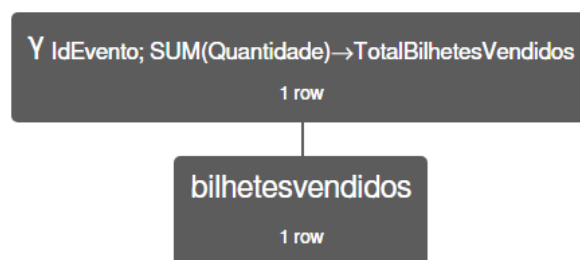 γ IdEvento; SUM(Quantidade)→TotalBilhetesVendidos
1 row
bilhetesvendidos
1 row